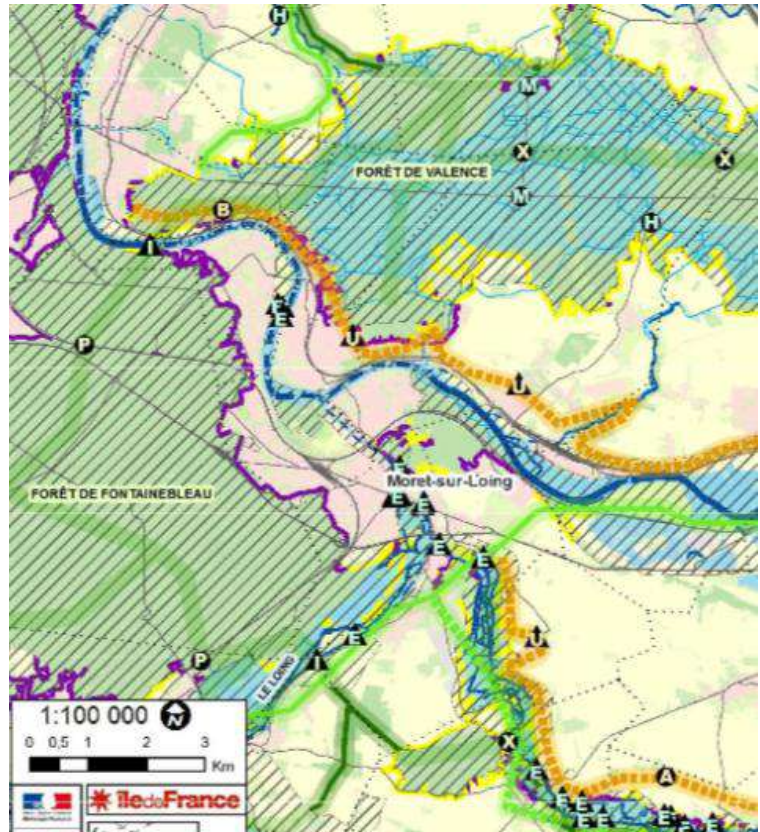 H
M
X
X
FORÊT DE VALENCE
M
B
H
I
E
E
U
P
U
E
Moret-sur-Loing
E
E
FORÊT DE FONTAINEBLEAU
E
E
U
E
P
I
LE LOING
1:100 000 N
0 0,5 1 2 3
Km
X
E
A
E
E
E
E
E
E
îledeFrance